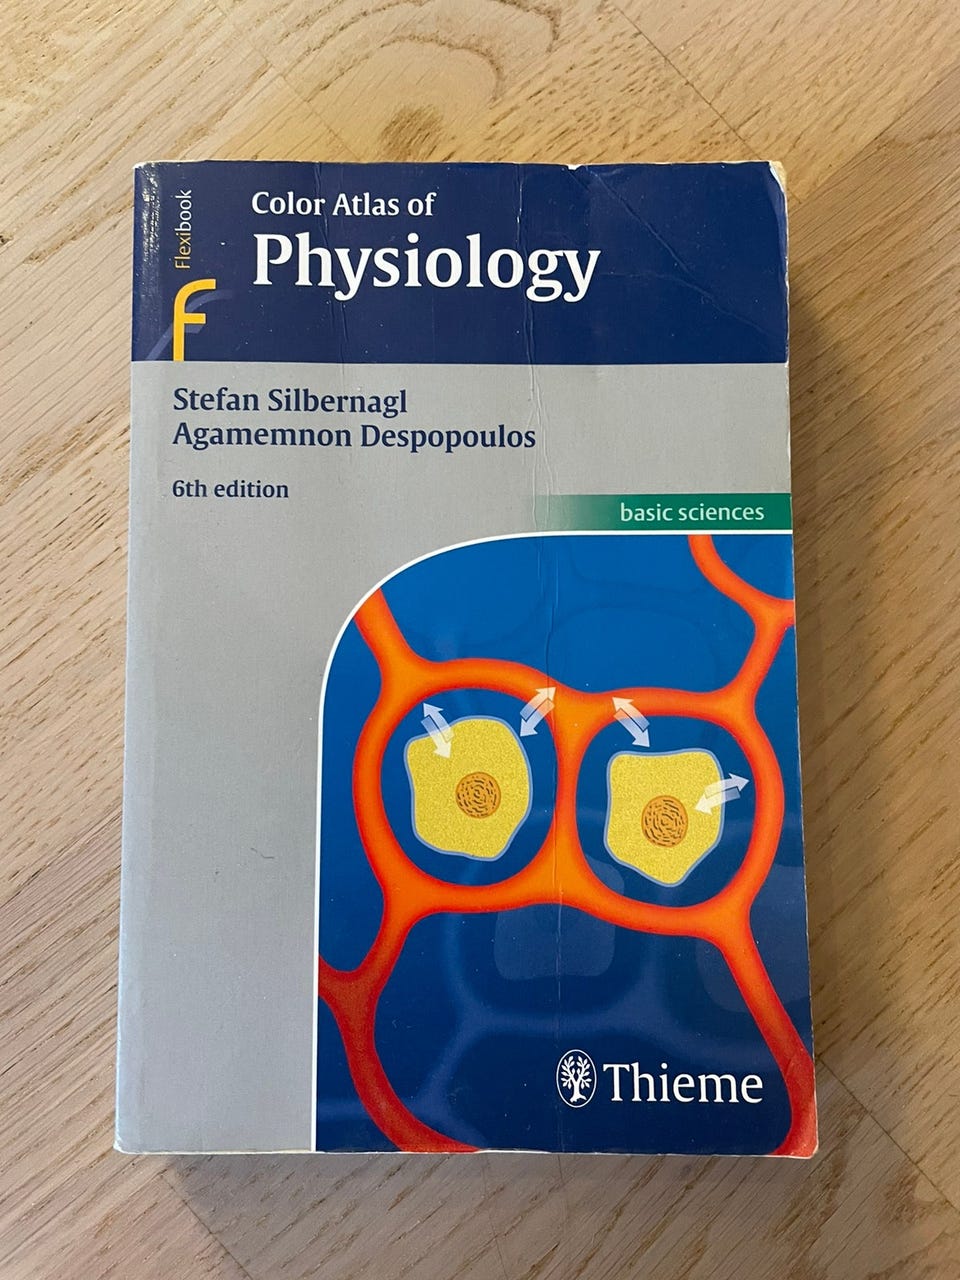 Flexibook
f
Color Atlas of
Physiology
Stefan Silbernagl
Agamemnon Despopoulos
6th edition
basic sciences
Thieme